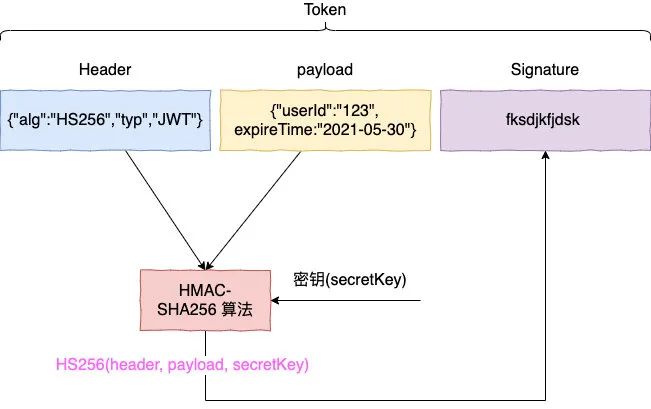 Token
Header
payload
Signature
{"alg":"HS256","typ","JWT"}
{"userId":"123",
expireTime:"2021-05-30"}
fksdjkfjdsk
HMAC-
SHA256 算法
密钥(secretKey)
HS256(header, payload, secretKey)